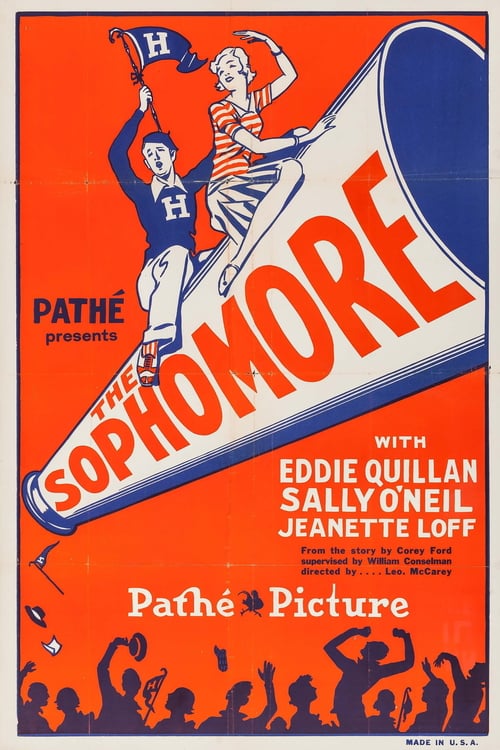 H
H
PATHÉ
presents
THE
SOPHOMORE
WITH
EDDIE QUILLAN
SALLY O'NEIL
JEANETTE LOFF
From the story by Corey Ford
supervised by William Conselman
directed by.... Leo. McCarey
Pathé Picture
H
MADE IN U.S.A.